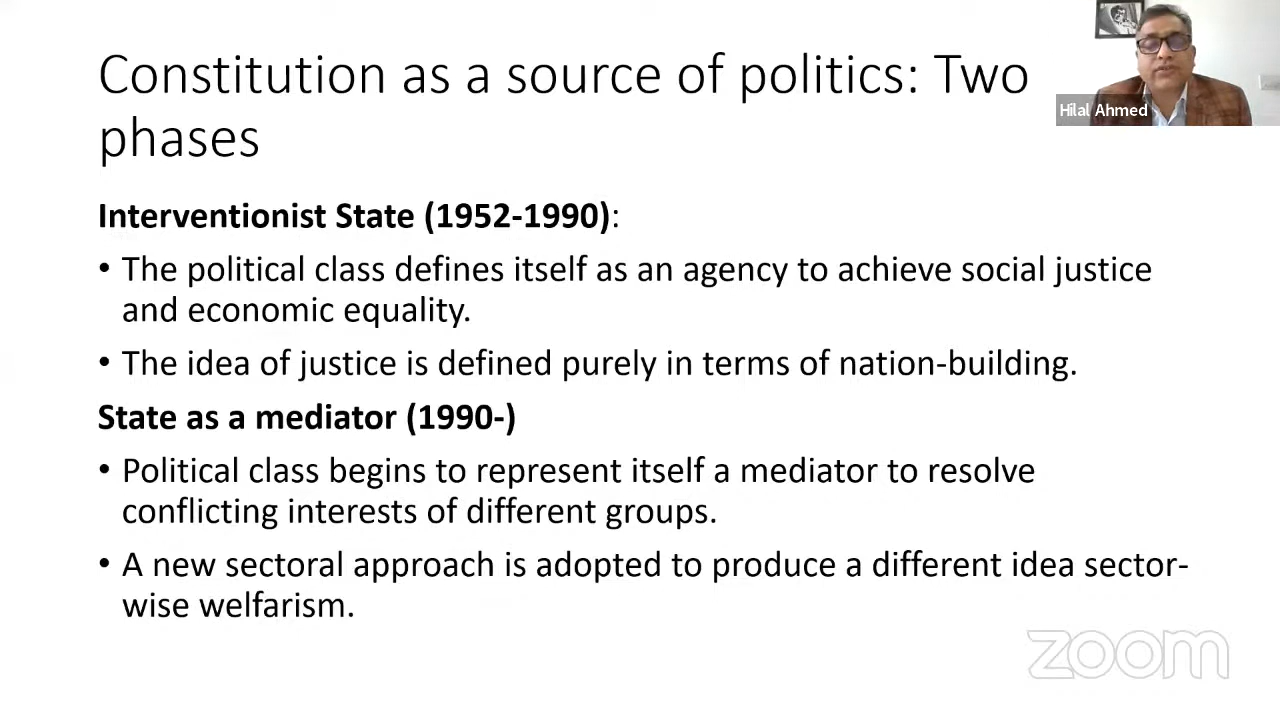 Constitution as a source of politics: Two
phases
Hilal Ahmed
Interventionist State (1952-1990):
• The political class defines itself as an agency to achieve social justice
and economic equality.
• The idea of justice is defined purely in terms of nation-building.
State as a mediator (1990-)
• Political class begins to represent itself a mediator to resolve
conflicting interests of different groups.
• A new sectoral approach is adopted to produce a different idea sector-
wise welfarism.
zoom